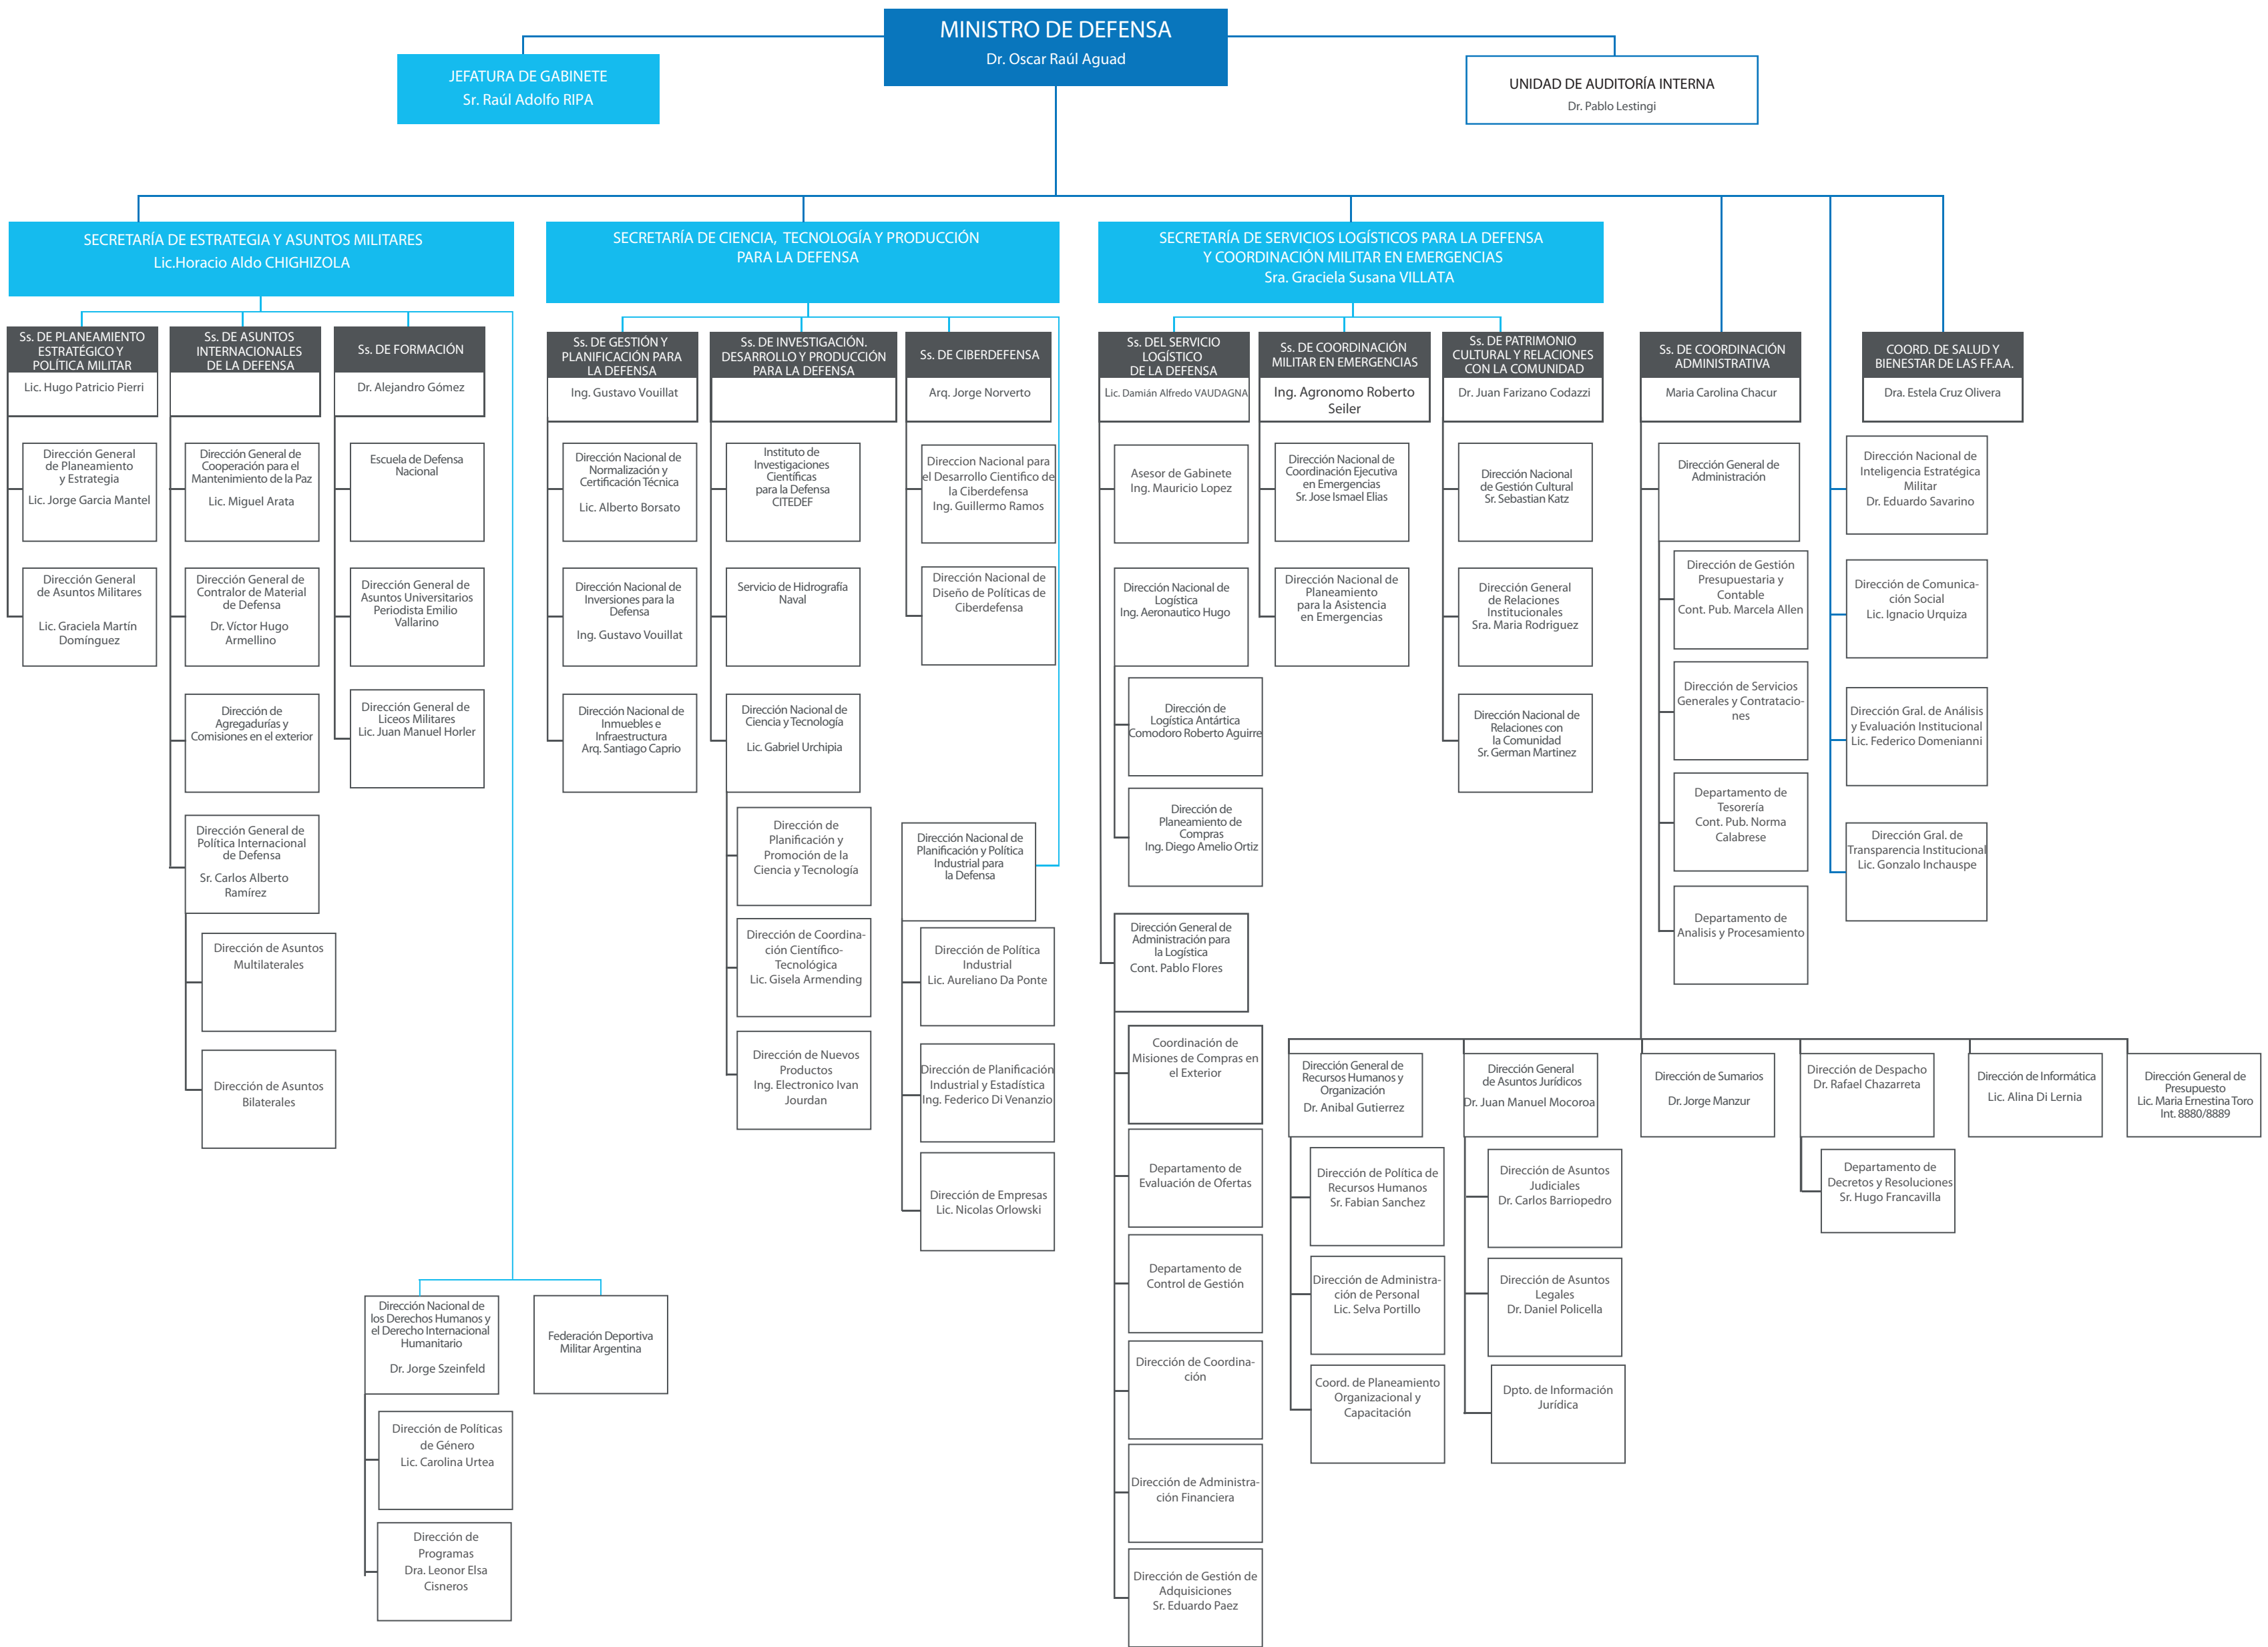 MINISTRO DE DEFENSA
Dr. Oscar Raúl Aguad
JEFATURA DE GABINETE
Sr. Raúl Adolfo RIPA
UNIDAD DE AUDITORÍA INTERNA
Dr. Pablo Lestingi
SECRETARÍA DE ESTRATEGIA Y ASUNTOS MILITARES
Lic.Horacio Aldo CHIGHIZOLA
SECRETARÍA DE CIENCIA, TECNOLOGÍA Y PRODUCCIÓN
PARA LA DEFENSA
SECRETARÍA DE SERVICIOS LOGÍSTICOS PARA LA DEFENSA
Y COORDINACIÓN MILITAR EN EMERGENCIAS
Sra. Graciela Susana VILLATA
Ss. DE PLANEAMIENTO
ESTRATÉGICO Y
POLÍTICA MILITAR
Lic. Hugo Patricio Pierri
Dirección General
de Planeamiento
y Estrategia
Lic. Jorge Garcia Mantel
Dirección General
de Asuntos Militares
Lic. Graciela Martín
Domínguez
Ss. DE ASUNTOS
INTERNACIONALES
DE LA DEFENSA
Dirección General de
Cooperación para el
Mantenimiento de la Paz
Lic. Miguel Arata
Dirección General de
Contralor de Material
de Defensa
Dr. Víctor Hugo
Armellino
Dirección de
Agregadurías y
Comisiones en el exterior
Dirección General de
Política Internacional
de Defensa
Sr. Carlos Alberto
Ramírez
Dirección de Asuntos
Multilaterales
Dirección de Asuntos
Bilaterales
Ss. DE FORMACIÓN
Dr. Alejandro Gómez
Escuela de Defensa
Nacional
Dirección General de
Asuntos Universitarios
Periodista Emilio
Vallarino
Dirección General de
Liceos Militares
Lic. Juan Manuel Horler
Dirección Nacional de
los Derechos Humanos y
el Derecho Internacional
Humanitario
Dr. Jorge Szeinfeld
Dirección de Políticas
de Género
Lic. Carolina Urtea
Dirección de
Programas
Dra. Leonor Elsa
Cisneros
Federación Deportiva
Militar Argentina
Ss. DE GESTIÓN Y
PLANIFICACIÓN PARA
LA DEFENSA
Ing. Gustavo Vouillat
Dirección Nacional de
Normalización y
Certificación Técnica
Lic. Alberto Borsato
Dirección Nacional de
Inversiones para la
Defensa
Ing. Gustavo Vouillat
Dirección Nacional de
Inmuebles e
Infraestructura
Arq. Santiago Caprio
Ss. DE INVESTIGACIÓN.
DESARROLLO Y PRODUCCIÓN
PARA LA DEFENSA
Instituto de
Investigaciones
Científicas
para la Defensa
CITEDEF
Servicio de Hidrografía
Naval
Dirección Nacional de
Ciencia y Tecnología
Lic. Gabriel Urchipia
Dirección de
Planificación y
Promoción de la
Ciencia y Tecnología
Dirección de Coordina-
ción Científico-
Tecnológica
Lic. Gisela Armending
Dirección de Nuevos
Productos
Ing. Electronico Ivan
Jourdan
Ss. DE CIBERDEFENSA
Arq. Jorge Norverto
Direccion Nacional para
el Desarrollo Cientifico de
la Ciberdefensa
Ing. Guillermo Ramos
Dirección Nacional de
Diseño de Políticas de
Ciberdefensa
Dirección Nacional de
Planificación y Política
Industrial para
la Defensa
Dirección de Política
Industrial
Lic. Aureliano Da Ponte
Dirección de Planificación
Industrial y Estadística
Ing. Federico Di Venanzio
Dirección de Empresas
Lic. Nicolas Orlowski
Ss. DEL SERVICIO
LOGÍSTICO
DE LA DEFENSA
Lic. Damián Alfredo VAUDAGNA
Asesor de Gabinete
Ing. Mauricio Lopez
Dirección Nacional de
Logística
Ing. Aeronautico Hugo
Dirección de
Logística Antártica
Comodoro Roberto Aguirre
Dirección de
Planeamiento de
Compras
Ing. Diego Amelio Ortiz
Dirección General de
Administración para
la Logística
Cont. Pablo Flores
Coordinación de
Misiones de Compras en
el Exterior
Departamento de
Evaluación de Ofertas
Departamento de
Control de Gestión
Dirección de Coordina-
ción
Dirección de Administra-
ción Financiera
Dirección de Gestión de
Adquisiciones
Sr. Eduardo Paez
Ss. DE COORDINACIÓN
MILITAR EN EMERGENCIAS
Ing. Agronomo Roberto
Seiler
Dirección Nacional de
Coordinación Ejecutiva
en Emergencias
Sr. Jose Ismael Elias
Dirección Nacional de
Planeamiento
para la Asistencia
en Emergencias
Ss. DE PATRIMONIO
CULTURAL Y RELACIONES
CON LA COMUNIDAD
Dr. Juan Farizano Codazzi
Dirección Nacional
de Gestión Cultural
Sr. Sebastian Katz
Dirección General
de Relaciones
Institucionales
Sra. Maria Rodriguez
Dirección Nacional de
Relaciones con
la Comunidad
Sr. German Martinez
Ss. DE COORDINACIÓN
ADMINISTRATIVA
Maria Carolina Chacur
Dirección General de
Administración
Dirección de Gestión
Presupuestaria y
Contable
Cont. Pub. Marcela Allen
Dirección de Servicios
Generales y Contratacio-
nes
Departamento de
Tesorería
Cont. Pub. Norma
Calabrese
Departamento de
Analisis y Procesamiento
Dirección General de
Recursos Humanos y
Organización
Dr. Anibal Gutierrez
Dirección de Política de
Recursos Humanos
Sr. Fabian Sanchez
Dirección de Administra-
ción de Personal
Lic. Selva Portillo
Coord. de Planeamiento
Organizacional y
Capacitación
Dirección General
de Asuntos Jurídicos
Dr. Juan Manuel Mocoroa
Dirección de Asuntos
Judiciales
Dr. Carlos Barriopedro
Dirección de Asuntos
Legales
Dr. Daniel Policella
Dpto. de Información
Jurídica
Dirección de Sumarios
Dr. Jorge Manzur
Dirección de Despacho
Dr. Rafael Chazarreta
Departamento de
Decretos y Resoluciones
Sr. Hugo Francavilla
Dirección de Informática
Lic. Alina Di Lernia
Dirección General de
Presupuesto
Lic. Maria Ernestina Toro
Int. 8880/8889
COORD. DE SALUD Y
BIENESTAR DE LAS FF.AA.
Dra. Estela Cruz Olivera
Dirección Nacional de
Inteligencia Estratégica
Militar
Dr. Eduardo Savarino
Dirección de Comunica-
ción Social
Lic. Ignacio Urquiza
Dirección Gral. de Análisis
y Evaluación Institucional
Lic. Federico Domenianni
Dirección Gral. de
Transparencia Institucional
Lic. Gonzalo Inchauspe